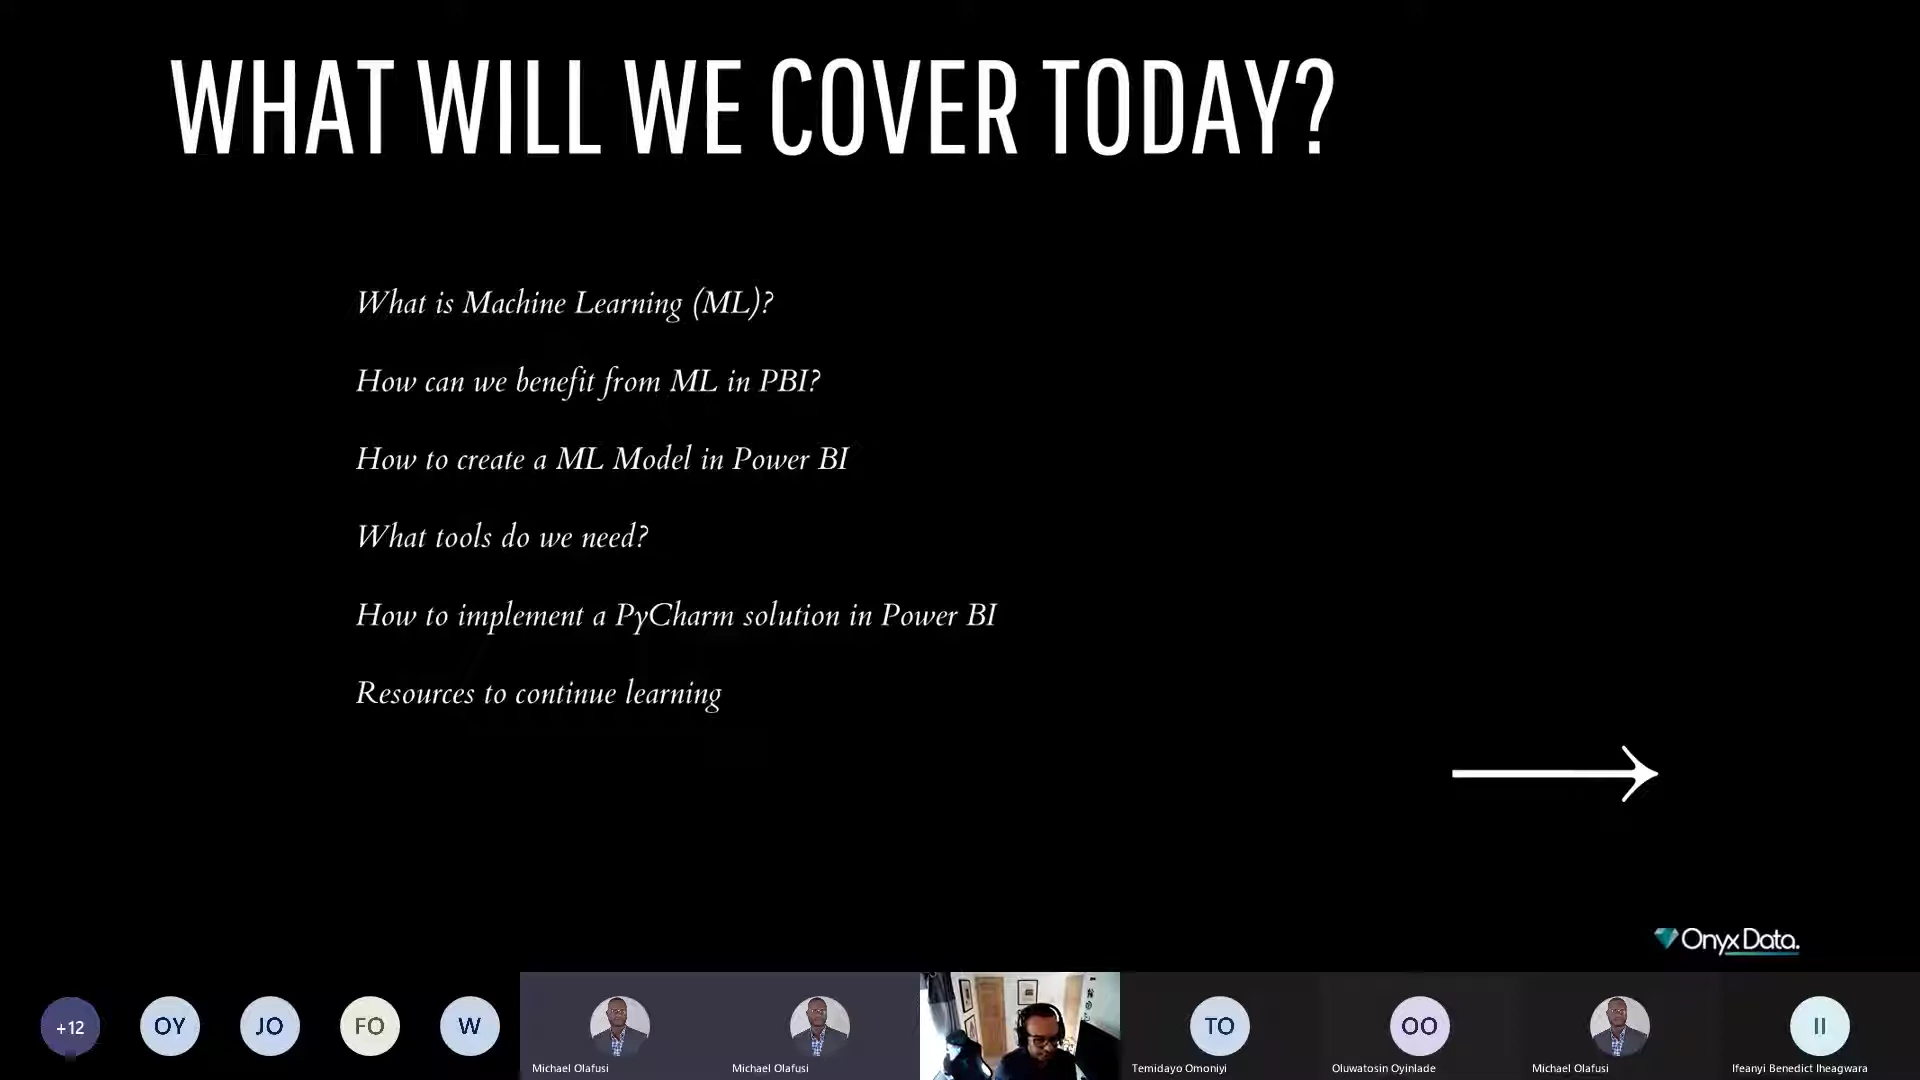 WHAT WILL WE COVER TODAY?
What is Machine Learning (ML)?
How can we benefit from ML in PBI?
How to create a ML Model in Power BI
What tools do we need?
How to implement a PyCharm solution in Power BI
Resources to continue learning
Onyx Data.
+12
OY
JO
FO
W
Michael Olafusi
Michael Olafusi
TO
Temidayo Omoniyi
OO
Oluwatosin Oyinlade
Michael Olafusi
II
Ifeanyi Benedict Iheagwara